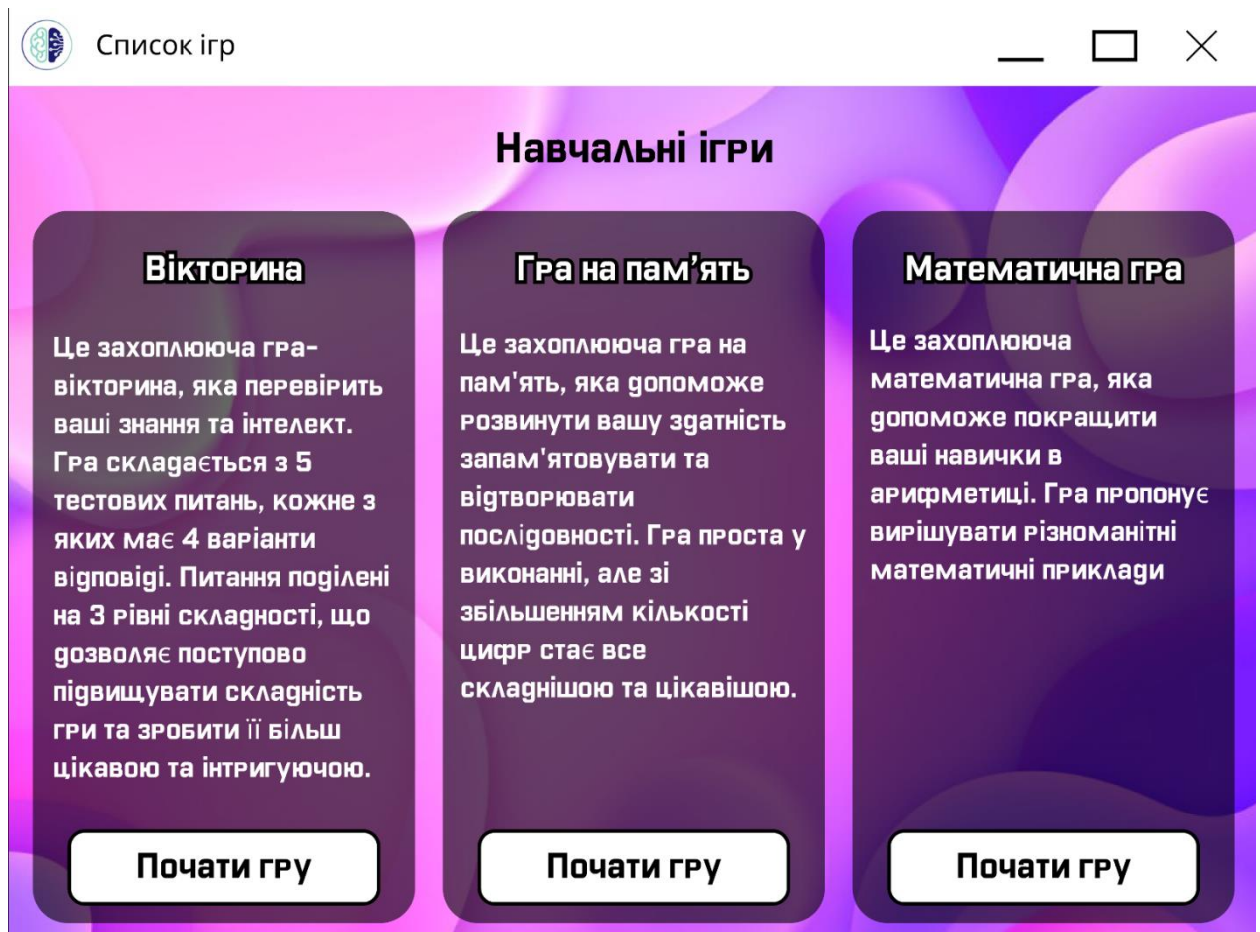 Список ігр
Навчальні ігри
Вікторина
Це захоплююча гра-
вікторина, яка перевірить
ваші знання та інтелект.
Гра складається з 5
тестових питань, кожне з
яких має 4 варіанти
відповіді. Питання поділені
на 3 рівні складності, що
дозволяє поступово
підвищувати складність
гри та зробити її більш
цікавою та інтригуючою.
Почати гру
Гра на пам’ять
Це захоплююча гра на
пам'ять, яка допоможе
розвинути вашу здатність
запам'ятовувати та
відтворювати
послідовності. Гра проста у
виконанні, але зі
збільшенням кількості
цифр стає все
складнішою та цікавішою.
Почати гру
Математична гра
Це захоплююча
математична гра, яка
допоможе покращити
ваші навички в
арифметиці. Гра пропонує
вирішувати різноманітні
математичні приклади
Почати гру